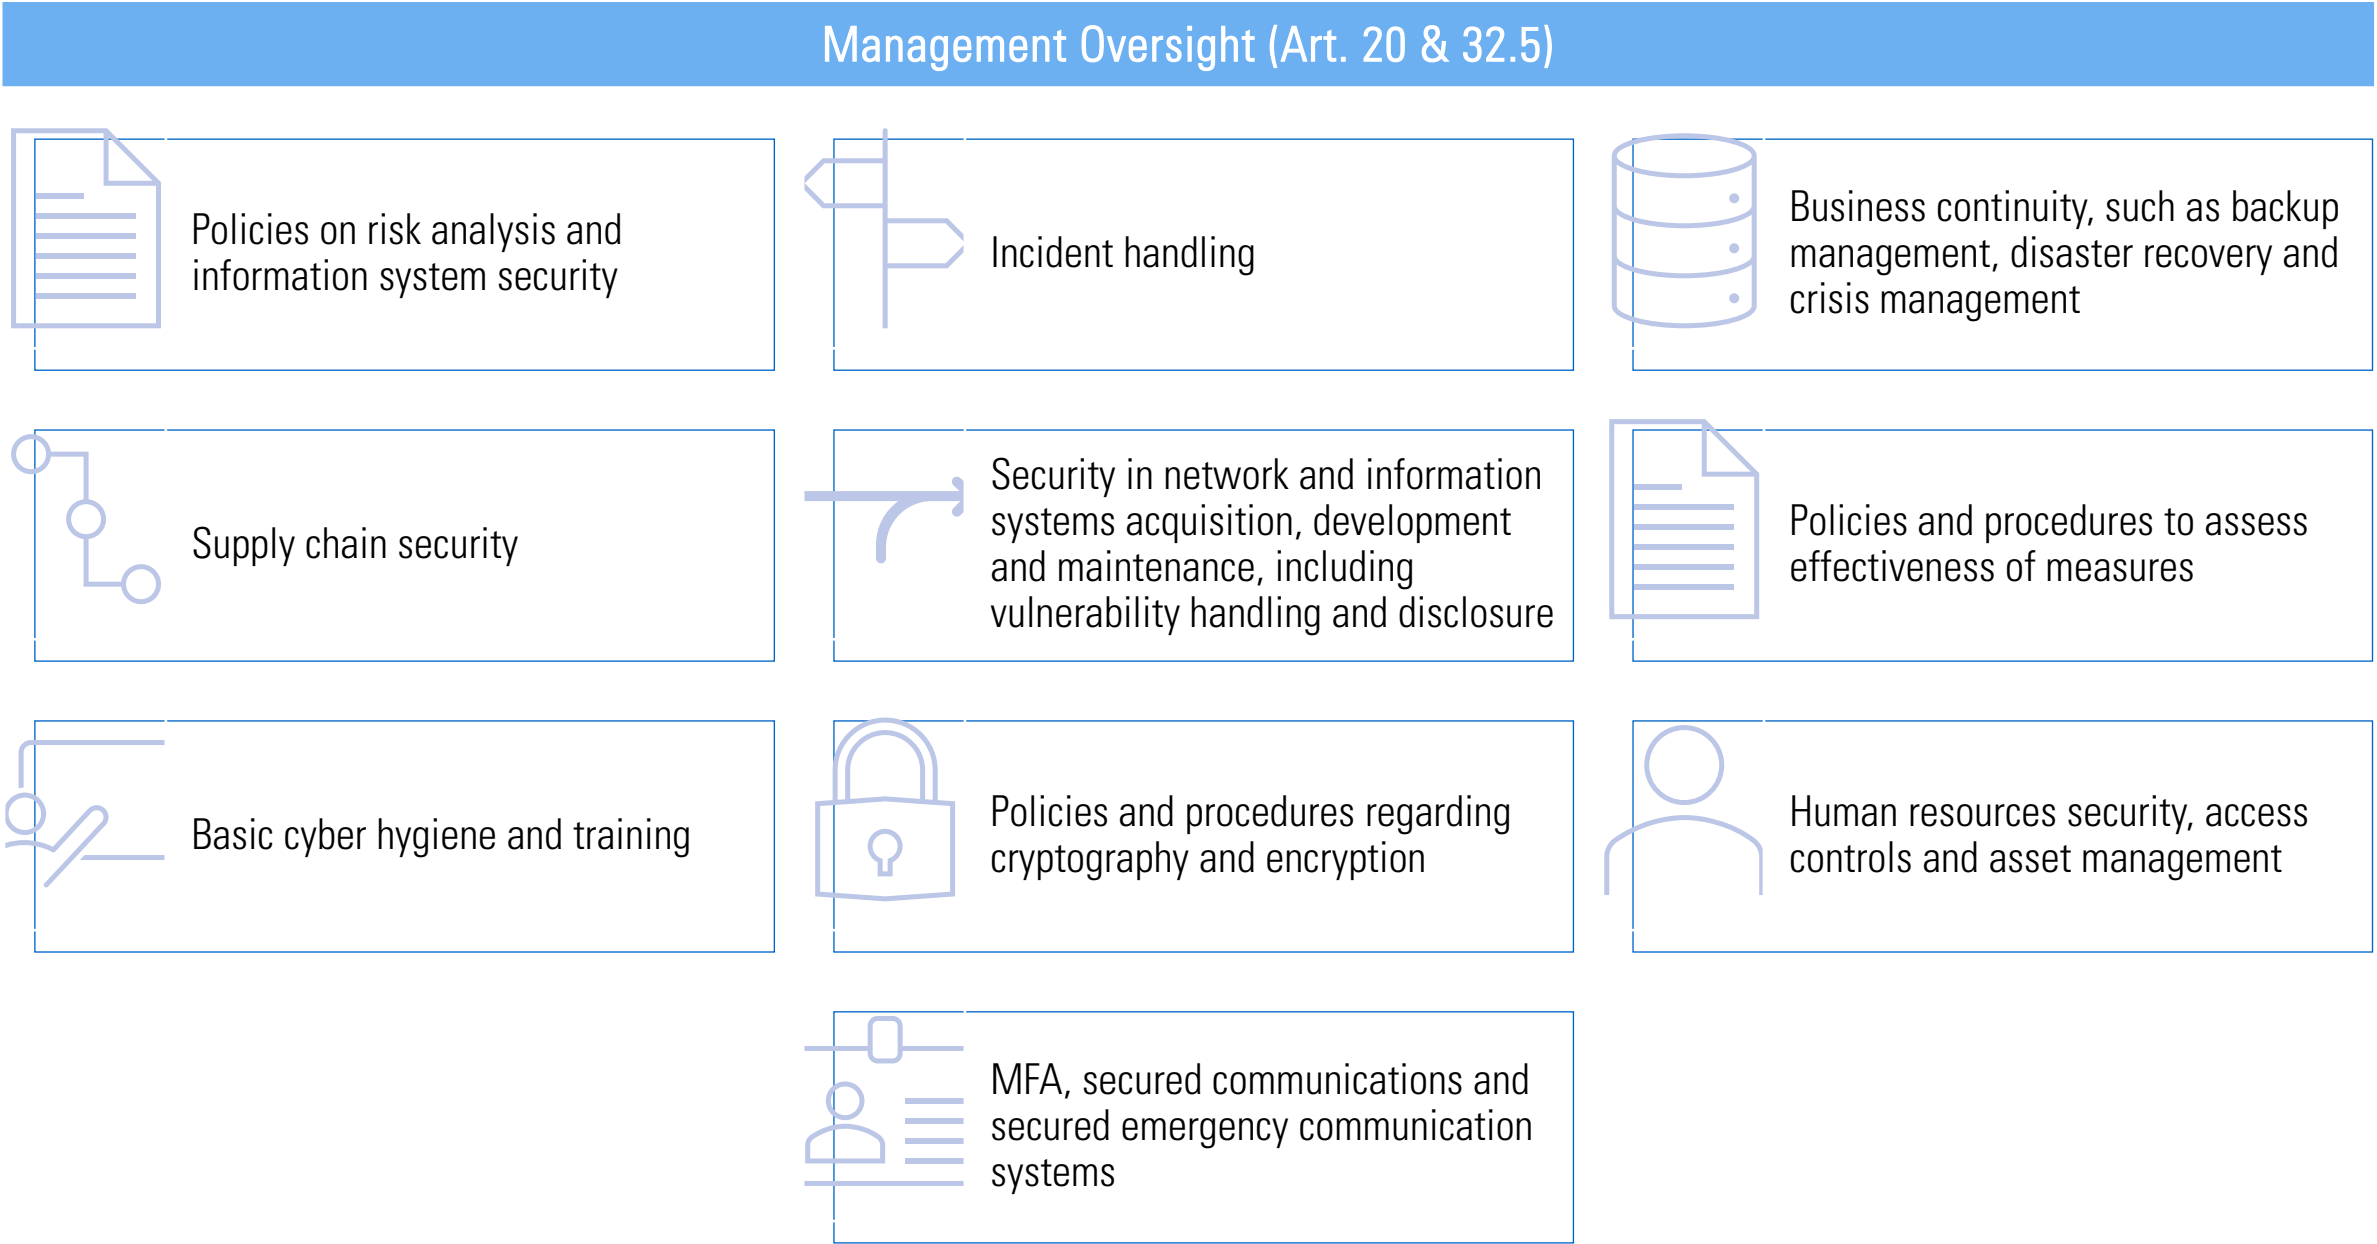 Management Oversight (Art. 20 & 32.5)
Policies on risk analysis and
information system security
Incident handling
Business continuity, such as backup
management, disaster recovery and
crisis management
Supply chain security
Security in network and information
systems acquisition, development
and maintenance, including
vulnerability handling and disclosure
Policies and procedures to assess
effectiveness of measures
Basic cyber hygiene and training
Policies and procedures regarding
cryptography and encryption
Human resources security, access
controls and asset management
MFA, secured communications and
secured emergency communication
systems